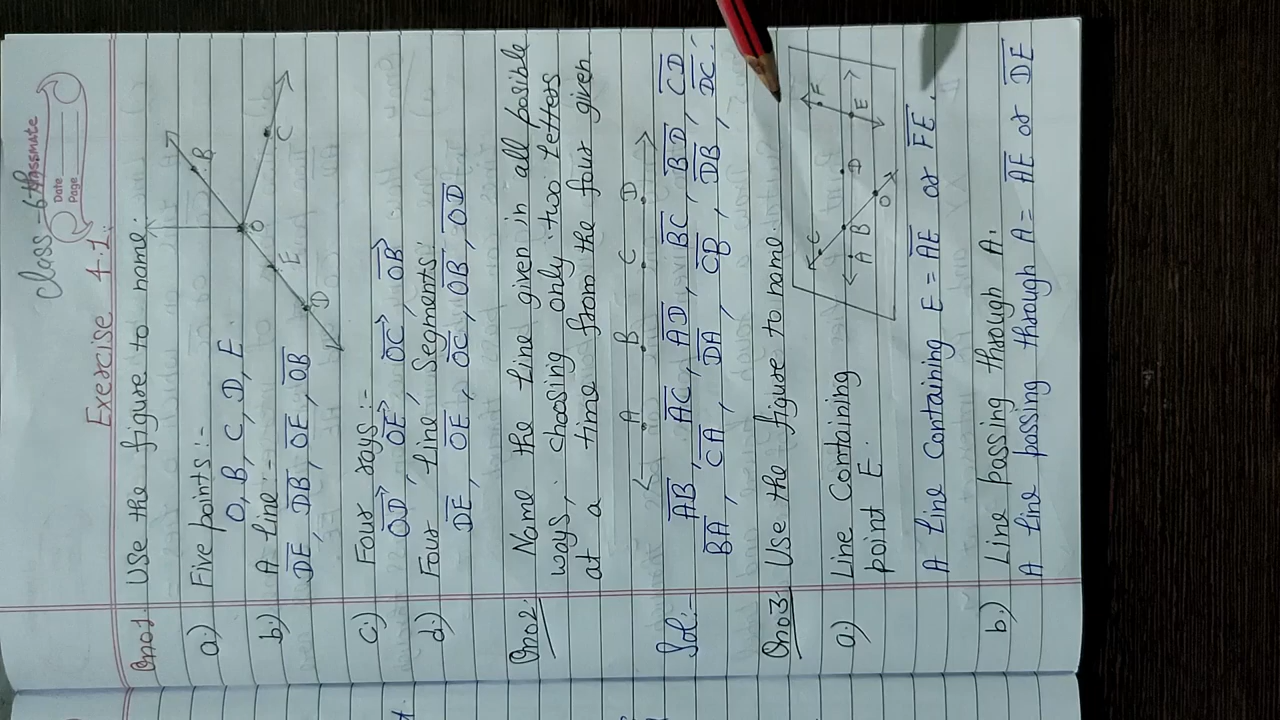 Class-6th
CLASSMATE
Date
Page
Exercise 4.1.
Qno1. Use the figure to name:
a.) Five points:-
O, B, C, D, E.
b.) A line:-
DE, DB, OE, OB
B
O
C
E
D
c.) Four rays:-
OD, OE, OC, OB
d.) Four Line Segments:
DE, OE, OC, OB, OD
Qno2. Name the Line given in all posible
ways, choosing only two letters
at a time from the four given.
A B C D
Sol:- AB, AC, AD, BC, BD, CD
BA, CA, DA, CB, DB, DC.
Qno3. Use the figure to name.
a) Line Containing
point E.
C
F
A B D E
O
A Line containing E = AE or FE.
b.) Line passing through A.
A Line passing through A = AE or DE